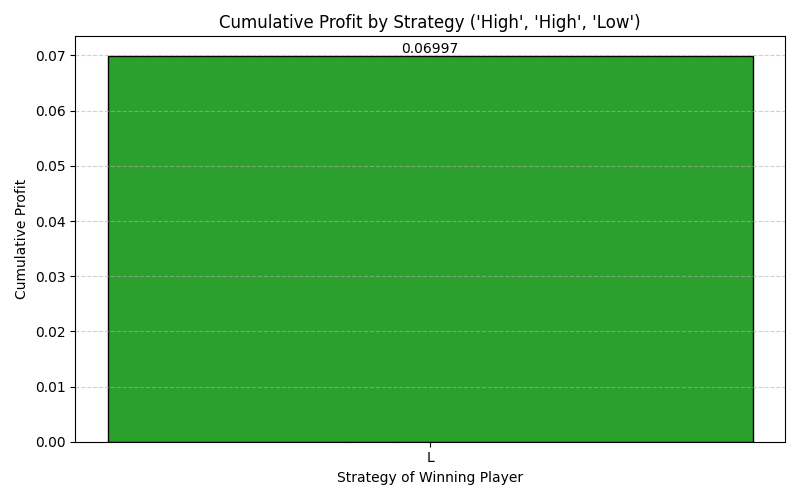 Cumulative Profit by Strategy ('High', 'High', 'Low')
0.06997
0.07
0.06
0.05
0.04
0.03
0.02
0.01
0.00
Cumulative Profit
L
Strategy of Winning Player